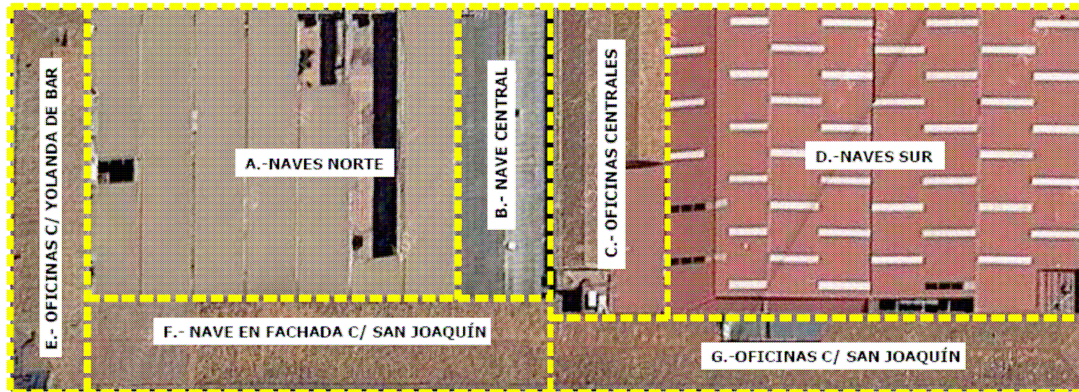 E.- OFICINAS C/ YOLANDA DE BAR
A.-NAVES NORTE
B.- NAVE CENTRAL
C.- OFICINAS CENTRALES
D.-NAVES SUR
F.- NAVE EN FACHADA C/ SAN JOAQUÍN
G.-OFICINAS C/ SAN JOAQUÍN